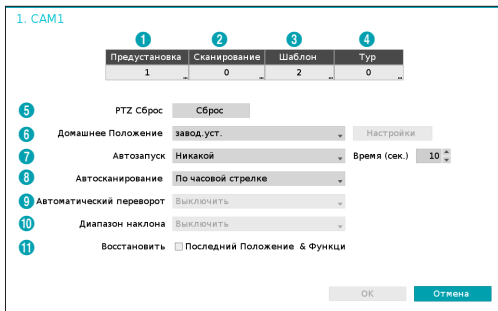 1. CAM1
1 2 3 4
Предустановка Сканирование Шаблон Тур
1 ... 0 ... 2 ... 0 ...
5 PTZ Сброс Сброс
6 Домашнее Положение завод.уст. Настройки
7 Автозапуск Никакой Время (сек.) 10
8 Автосканирование По часовой стрелке
9 Автоматический переворот Выключить
10 Диапазон наклона Выключить
11 Восстановить Последний Положение & Функци
OK Отмена